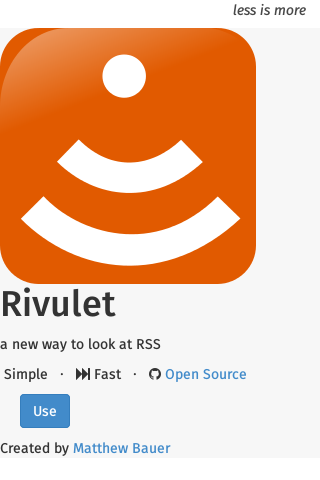 less is more
Rivulet
a new way to look at RSS
Simple · Fast · Open Source
Use
Created by Matthew Bauer